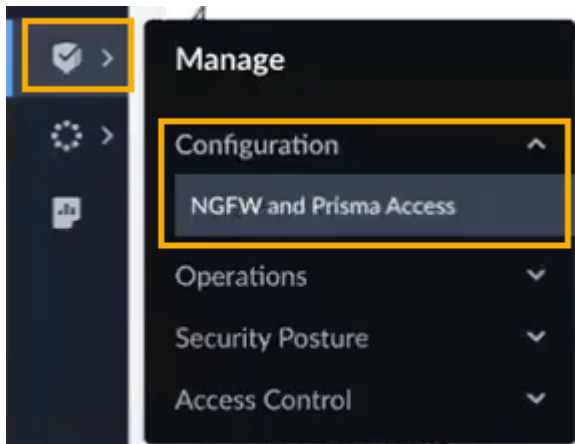 Manage
Configuration
NGFW and Prisma Access
Operations
Security Posture
Access Control